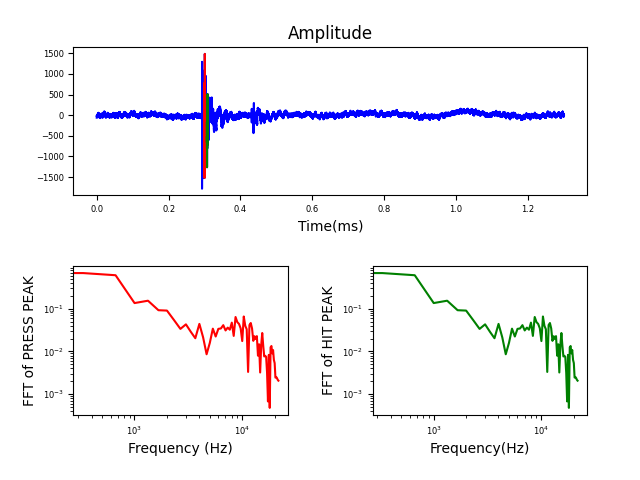 Amplitude
1500
1000
500
0
−500
−1000
−1500
0.0 0.2 0.4 0.6 0.8 1.0 1.2
Time(ms)
FFT of PRESS PEAK
10⁻¹
10⁻²
10⁻³
10³ 10⁴
Frequency (Hz)
FFT of HIT PEAK
10⁻¹
10⁻²
10⁻³
10³ 10⁴
Frequency(Hz)